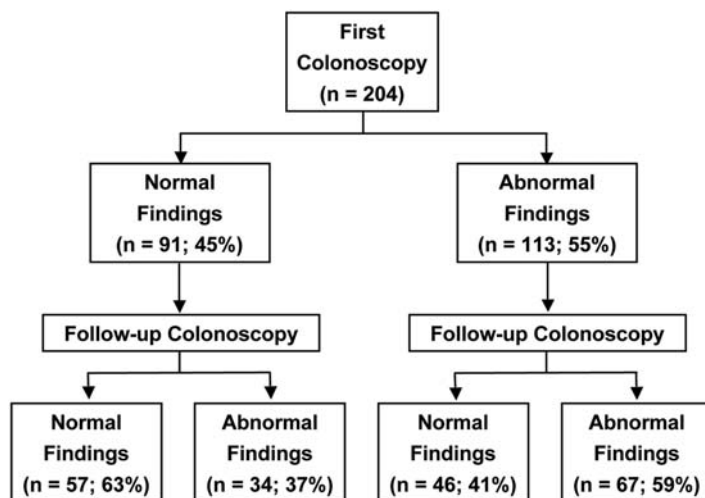 First
Colonoscopy
(n = 204)
Normal
Findings
(n = 91; 45%)
Abnormal
Findings
(n = 113; 55%)
Follow-up Colonoscopy
Follow-up Colonoscopy
Normal
Findings
(n = 57; 63%)
Abnormal
Findings
(n = 34; 37%)
Normal
Findings
(n = 46; 41%)
Abnormal
Findings
(n = 67; 59%)